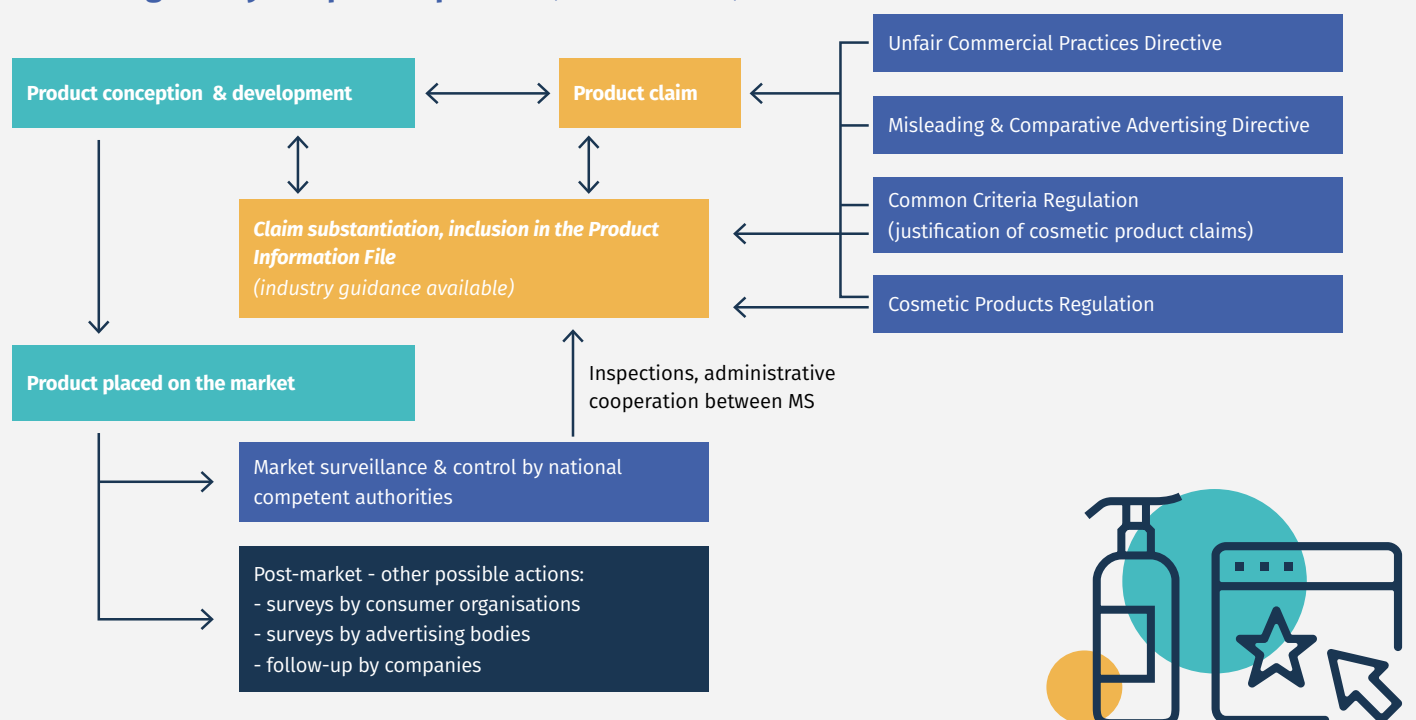 Product conception & development
Product claim
Unfair Commercial Practices Directive
Misleading & Comparative Advertising Directive
Common Criteria Regulation
(justification of cosmetic product claims)
Cosmetic Products Regulation
Claim substantiation, inclusion in the Product
Information File
(industry guidance available)
Product placed on the market
Inspections, administrative
cooperation between MS
Market surveillance & control by national
competent authorities
Post-market - other possible actions:
- surveys by consumer organisations
- surveys by advertising bodies
- follow-up by companies